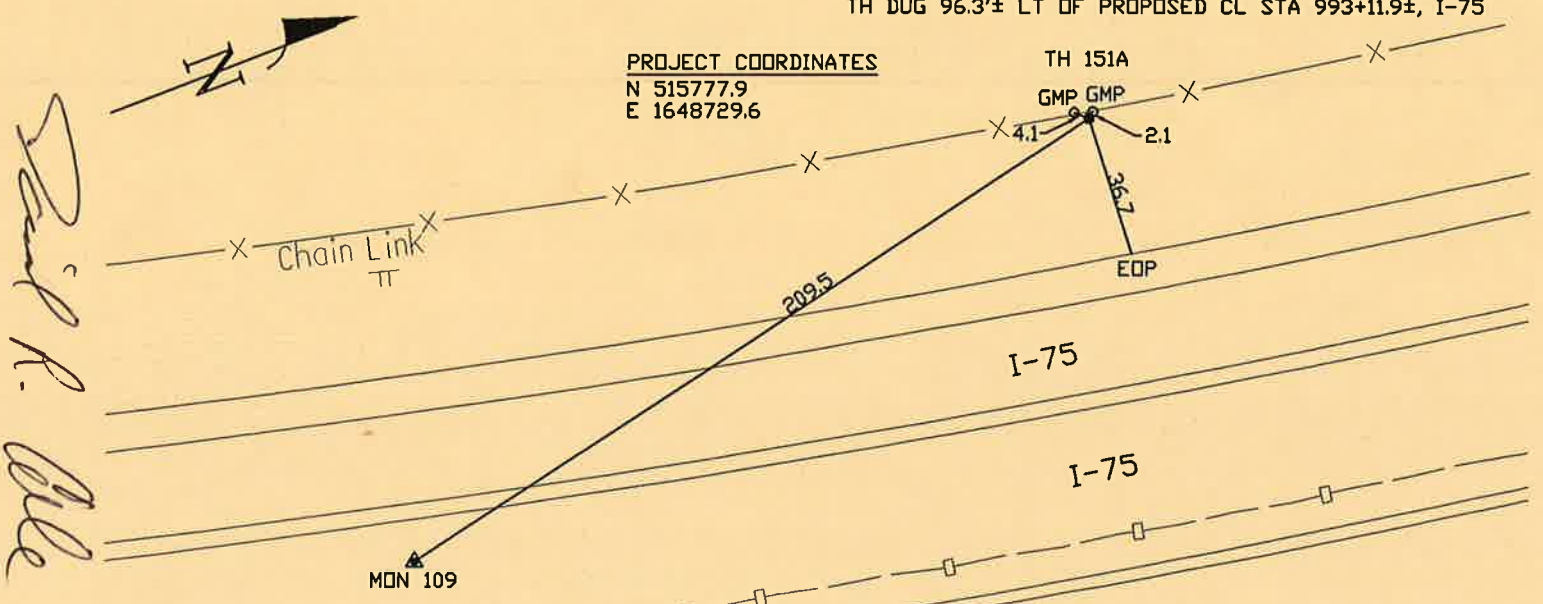 TH DUG 96.3'± LT OF PROPOSED CL STA 993+11.9±, I-75
N
PROJECT COORDINATES
N 515777.9
E 1648729.6
TH 151A
GMP GMP
4.1
2.1
36.7
Chain Link
EOP
209.5
I-75
I-75
MON 109